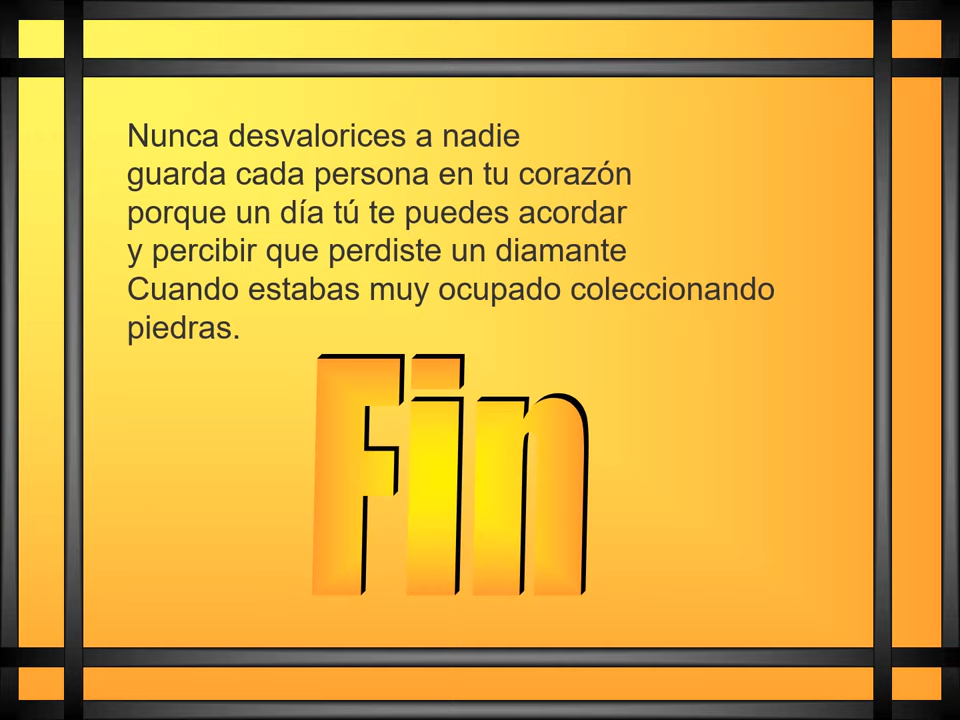 Nunca desvalorices a nadie
guarda cada persona en tu corazón
porque un día tú te puedes acordar
y percibir que perdiste un diamante
Cuando estabas muy ocupado coleccionando
piedras.
Fin